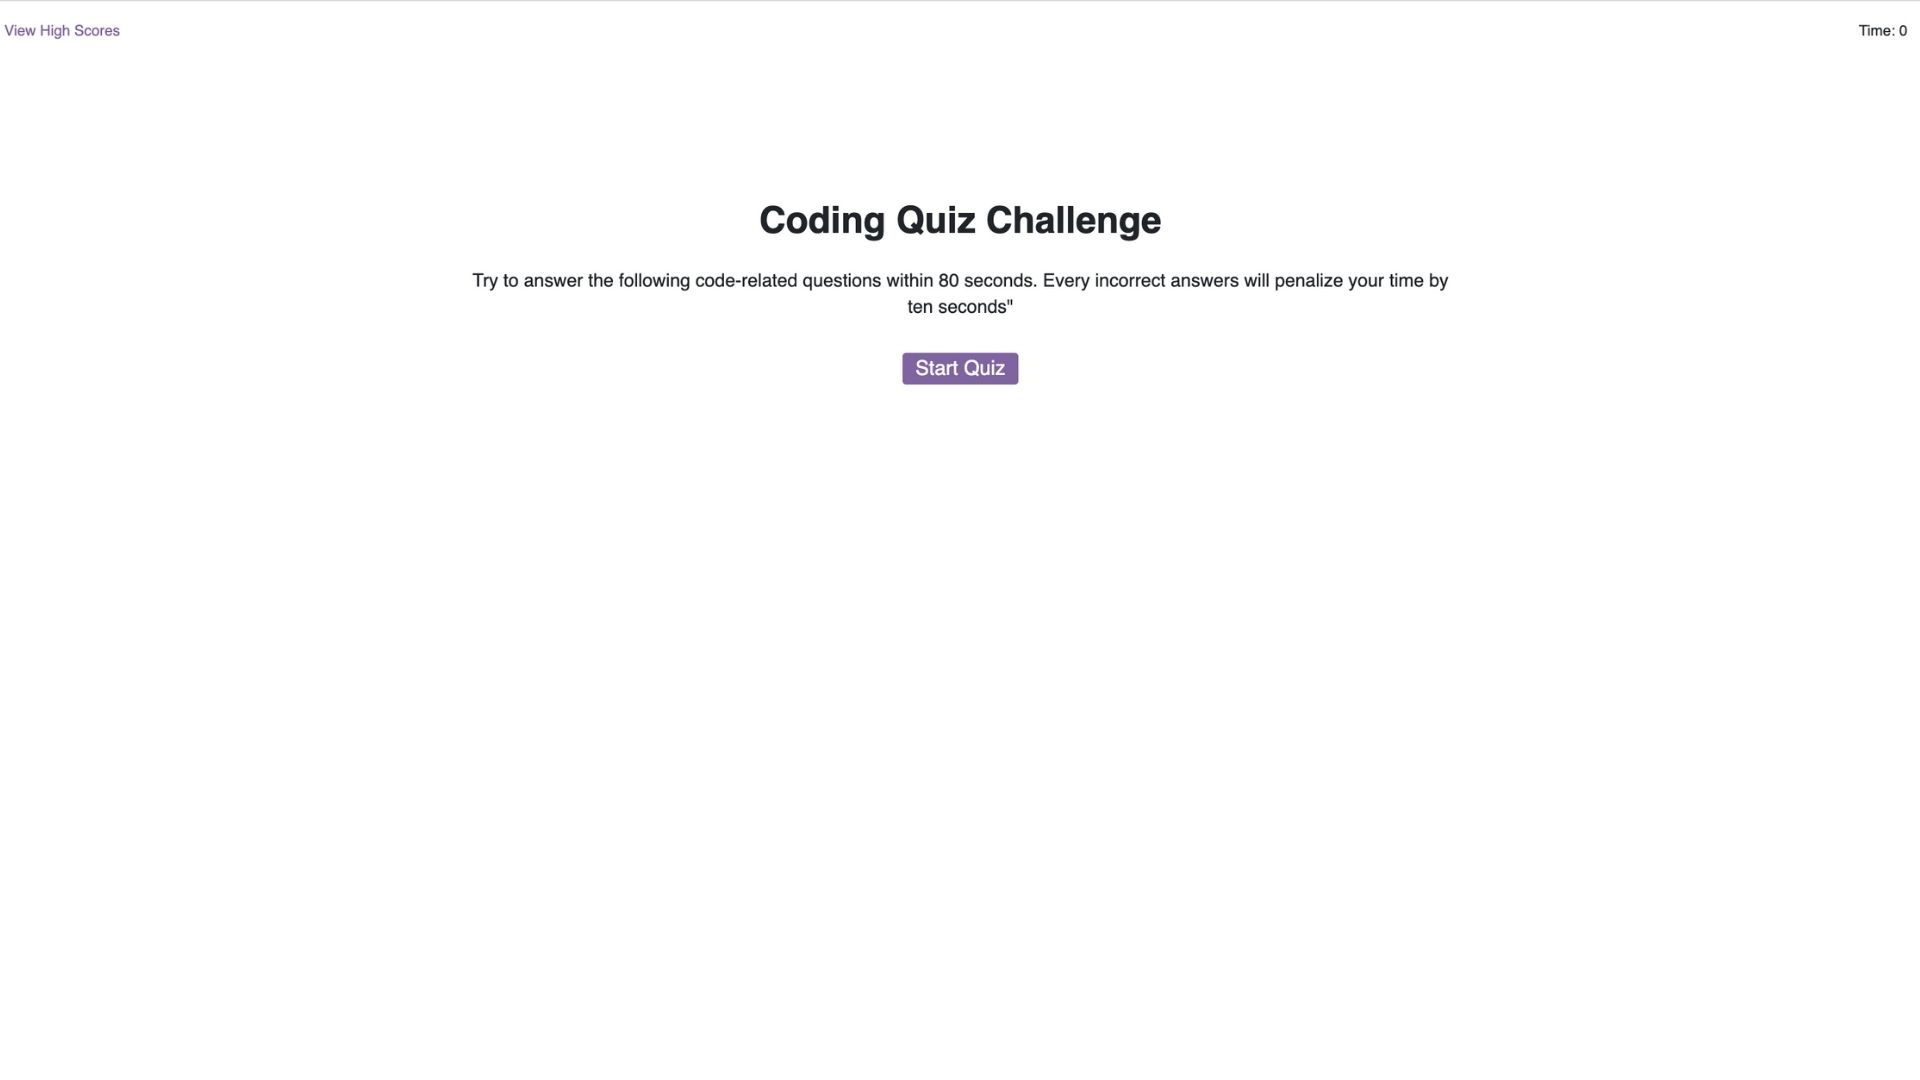 View High Scores
Time: 0
Coding Quiz Challenge
Try to answer the following code-related questions within 80 seconds. Every incorrect answers will penalize your time by
ten seconds"
Start Quiz